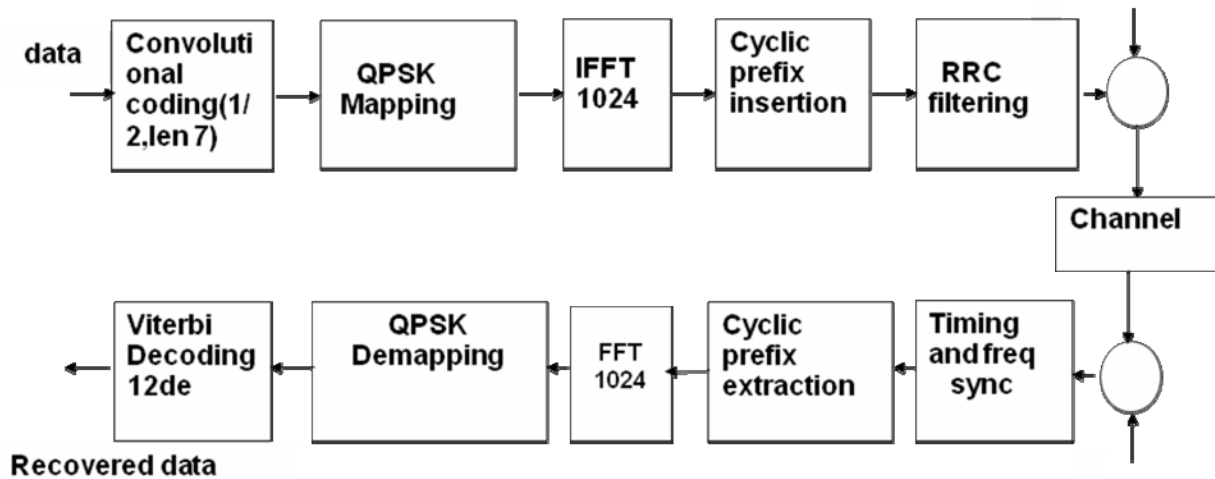 data
Convoluti
onal
coding(1/
2,len 7)
QPSK
Mapping
IFFT
1024
Cyclic
prefix
insertion
RRC
filtering
Channel
Timing
and freq
sync
Cyclic
prefix
extraction
FFT
1024
QPSK
Demapping
Viterbi
Decoding
12de
Recovered data